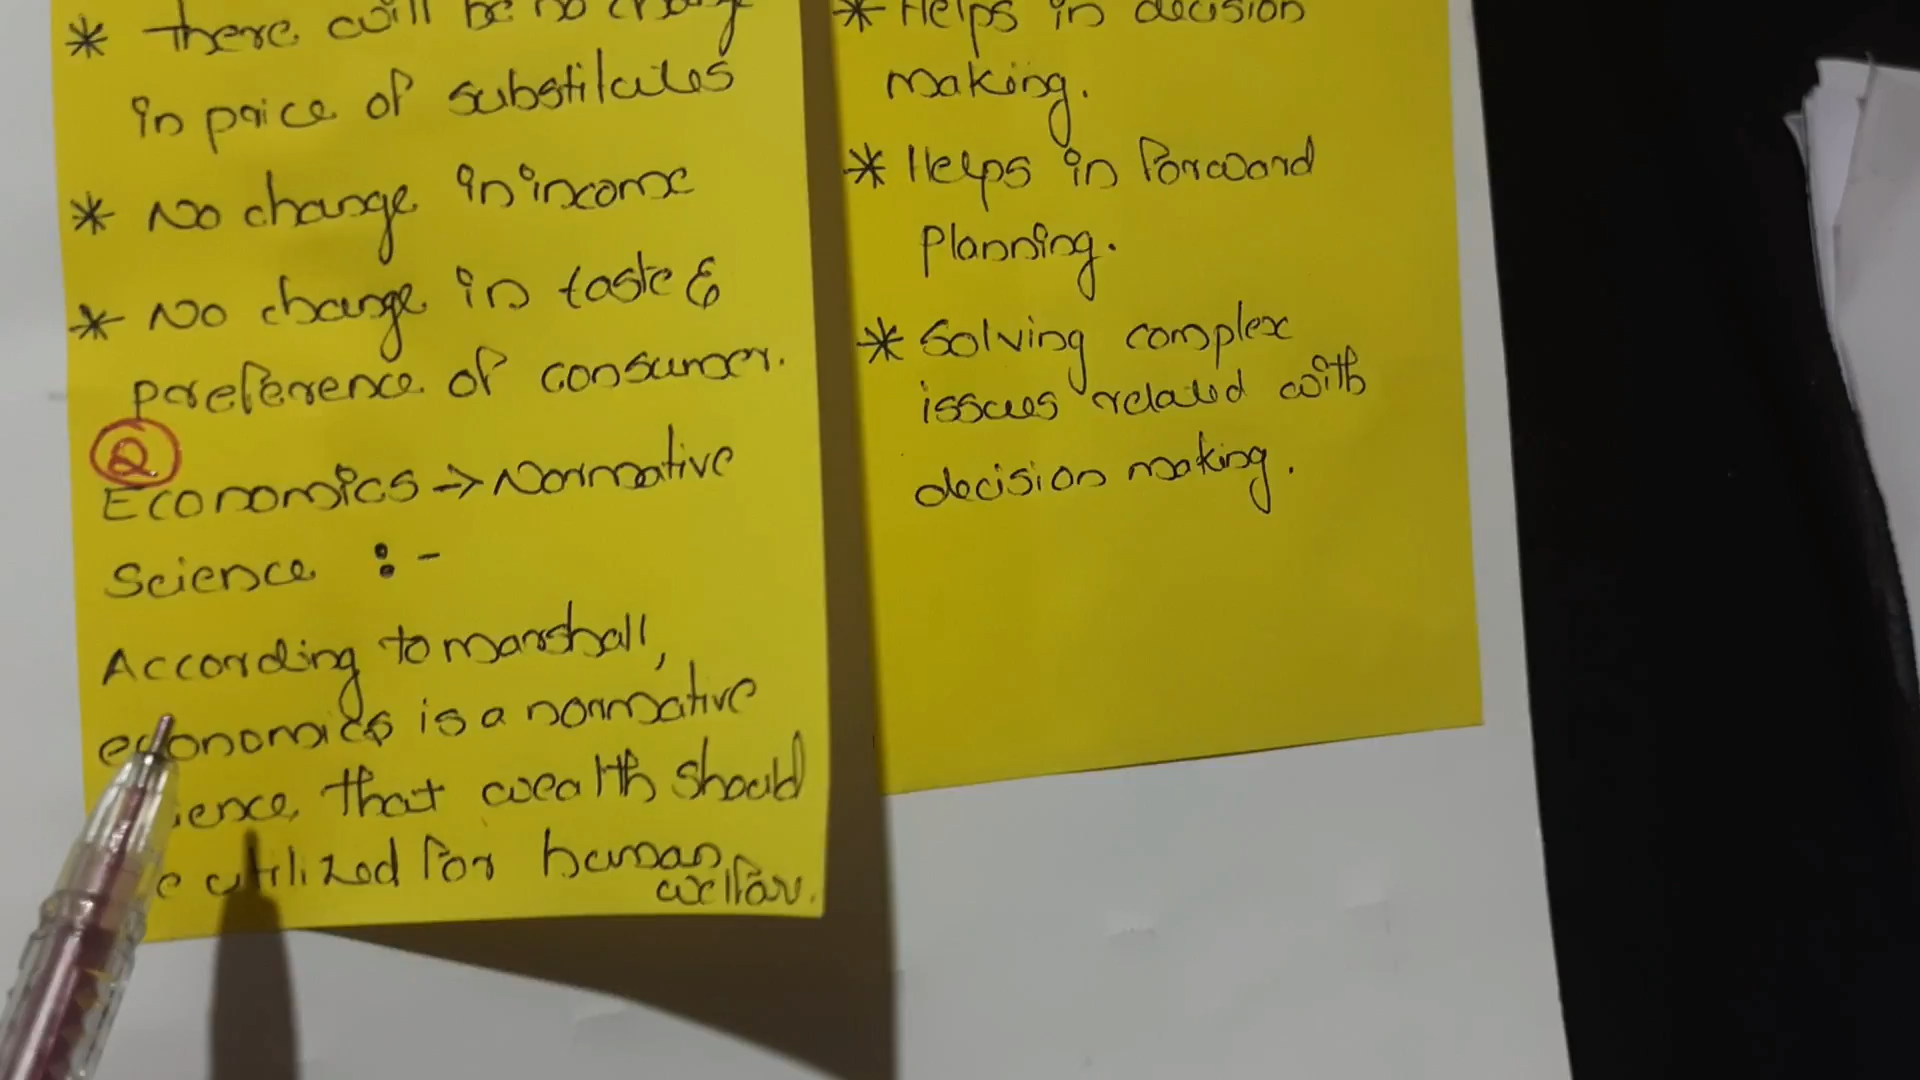 * There will be no change
in price of substitutes
* No change in income
* No change in taste &
preference of consumer.
Q
Economics → Normative
Science :-
According to marshall,
economics is a normative
ience that wealth should
e utilized for human
welfar.
* Helps in decision
making.
* Helps in forward
planning.
* Solving complex
issues related with
decision making.